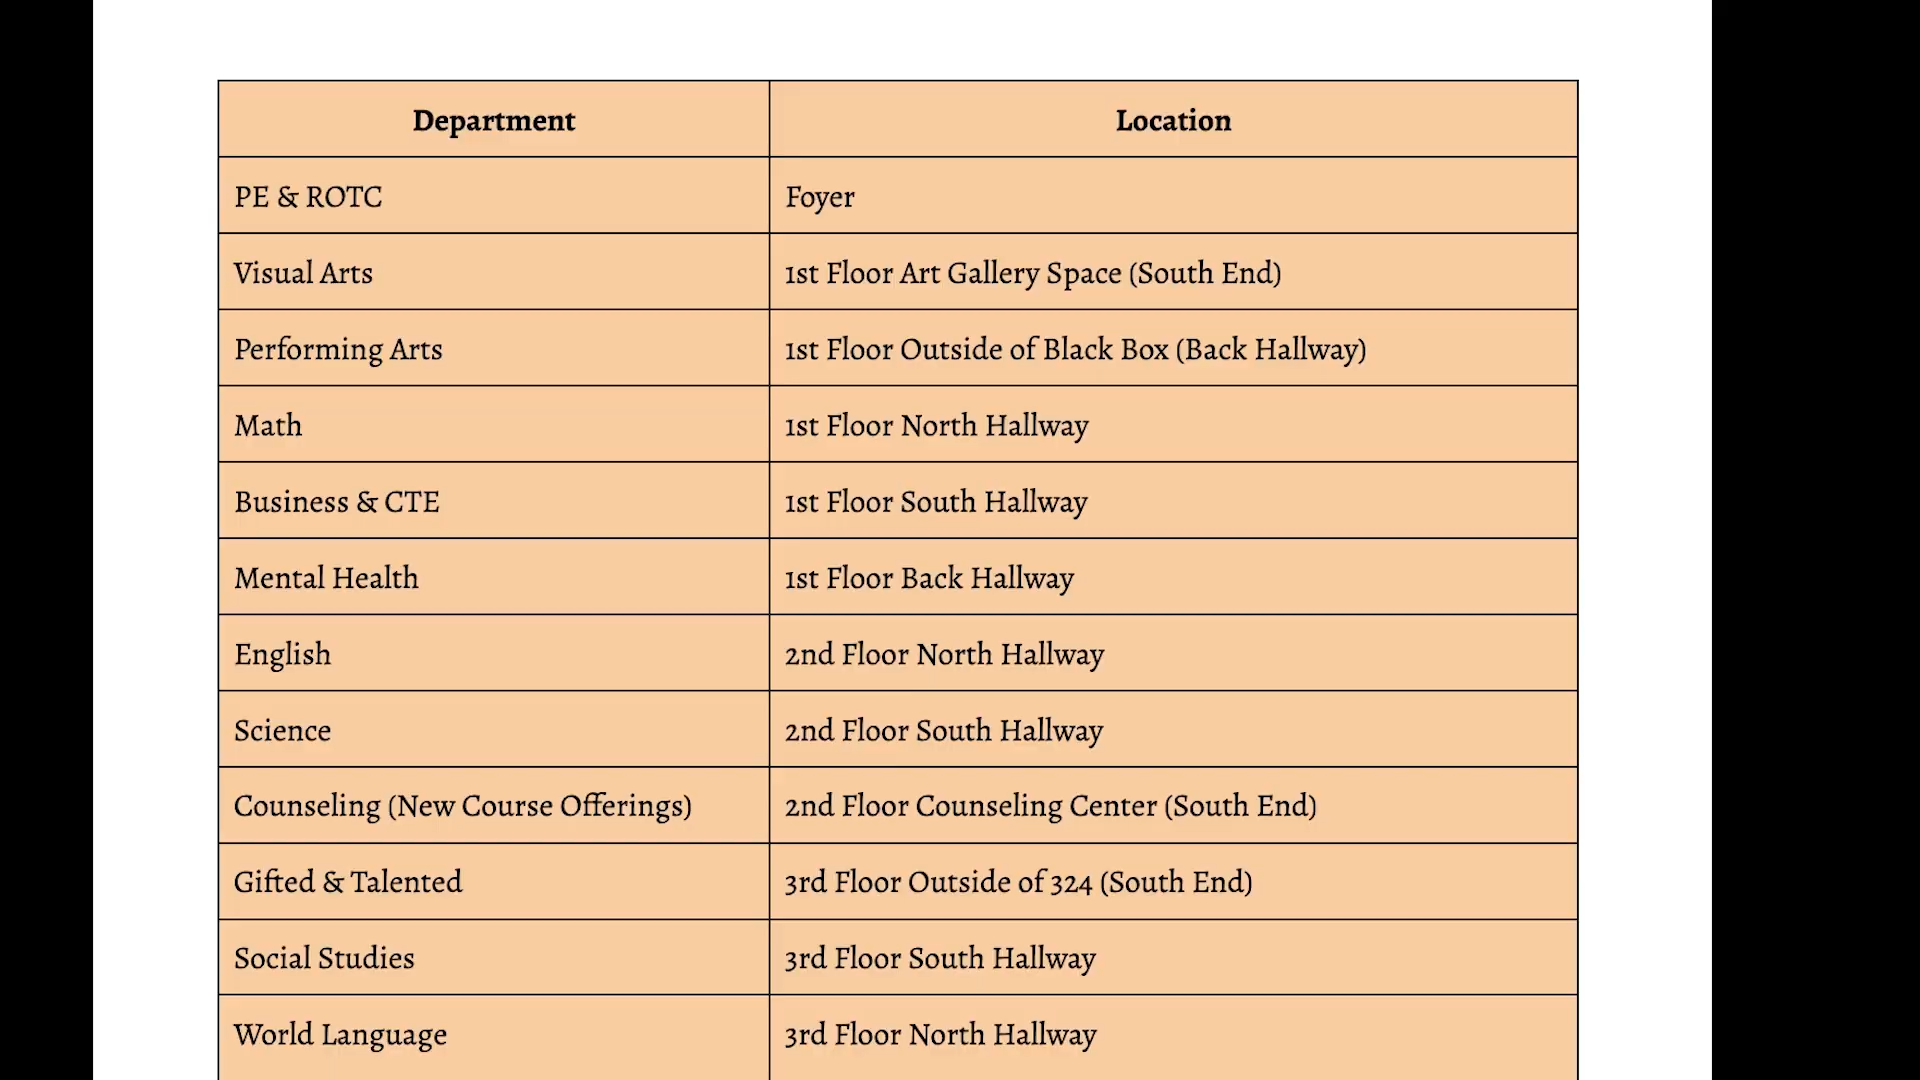 Department Location
PE & ROTC Foyer
Visual Arts 1st Floor Art Gallery Space (South End)
Performing Arts 1st Floor Outside of Black Box (Back Hallway)
Math 1st Floor North Hallway
Business & CTE 1st Floor South Hallway
Mental Health 1st Floor Back Hallway
English 2nd Floor North Hallway
Science 2nd Floor South Hallway
Counseling (New Course Offerings) 2nd Floor Counseling Center (South End)
Gifted & Talented 3rd Floor Outside of 324 (South End)
Social Studies 3rd Floor South Hallway
World Language 3rd Floor North Hallway